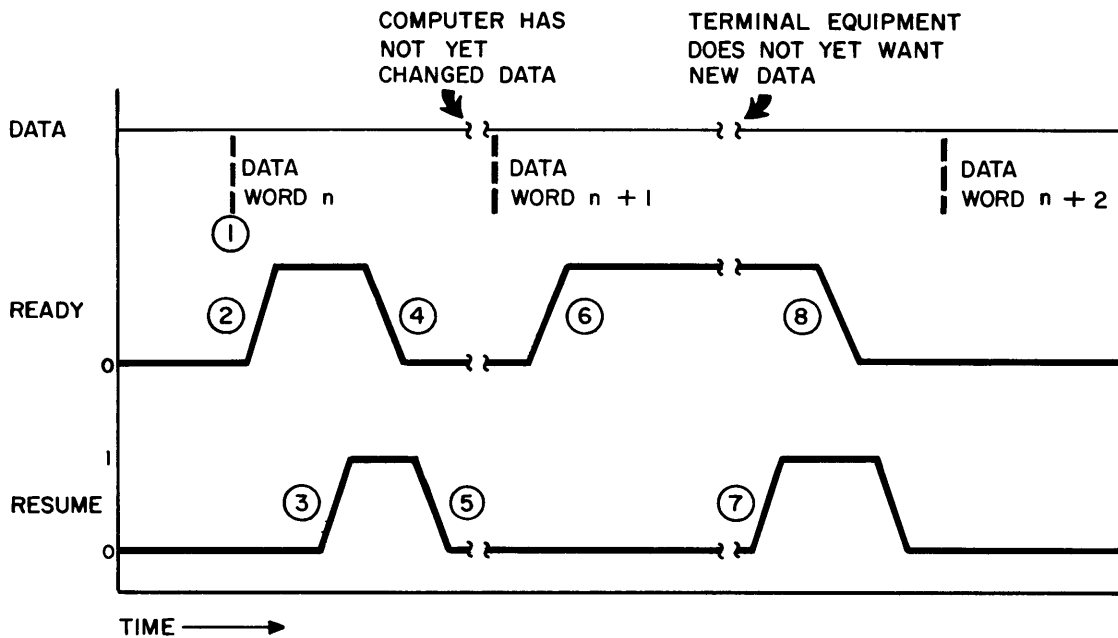 COMPUTER HAS
NOT YET
CHANGED DATA
TERMINAL EQUIPMENT
DOES NOT YET WANT
NEW DATA
DATA
DATA
WORD n
DATA
WORD n + 1
DATA
WORD n + 2
1
READY
2
4
6
8
0
1
RESUME
3
5
7
0
TIME